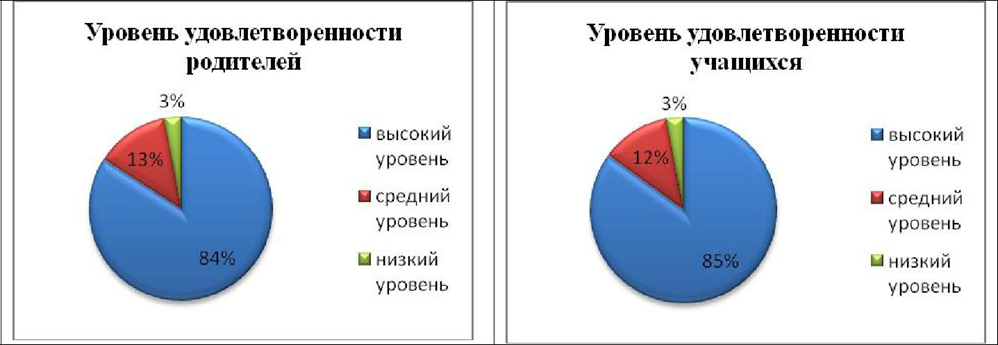 Уровень удовлетворенности
родителей
3%
13%
84%
высокий
уровень
средний
уровень
низкий
уровень
Уровень удовлетворенности
учащихся
3%
12%
85%
высокий
уровень
средний
уровень
низкий
уровень